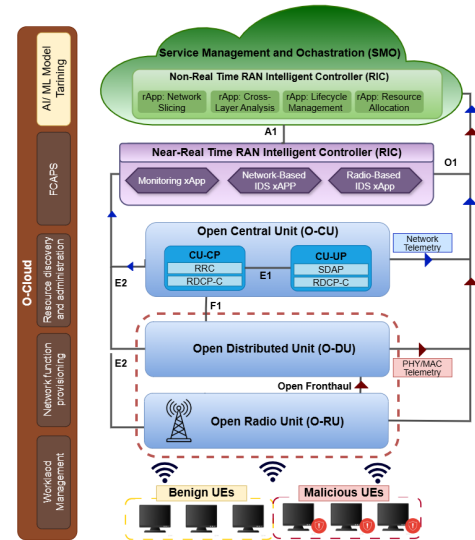 O-Cloud
AI/ ML Model
Tarining
FCAPS
Resource discovery
and administration
Network function
provisioning
Worklaod
Management
Service Management and Ochastration (SMO)
Non-Real Time RAN Intelligent Controller (RIC)
rApp: Network
Slicing
rApp: Cross-
Layer Analysis
rApp: Lifecycle
Management
rApp: Resource
Allocation
A1
O1
Near-Real Time RAN Intelligent Controller (RIC)
Monitoring xApp
Network-Based
IDS xAPP
Radio-Based
IDS xApp
Open Central Unit (O-CU)
CU-CP
RRC
RDCP-C
E1
CU-UP
SDAP
RDCP-C
Network
Telemetry
E2
F1
Open Distributed Unit (O-DU)
E2
PHY/MAC
Telemetry
Open Fronthaul
Open Radio Unit (O-RU)
Benign UEs
Malicious UEs